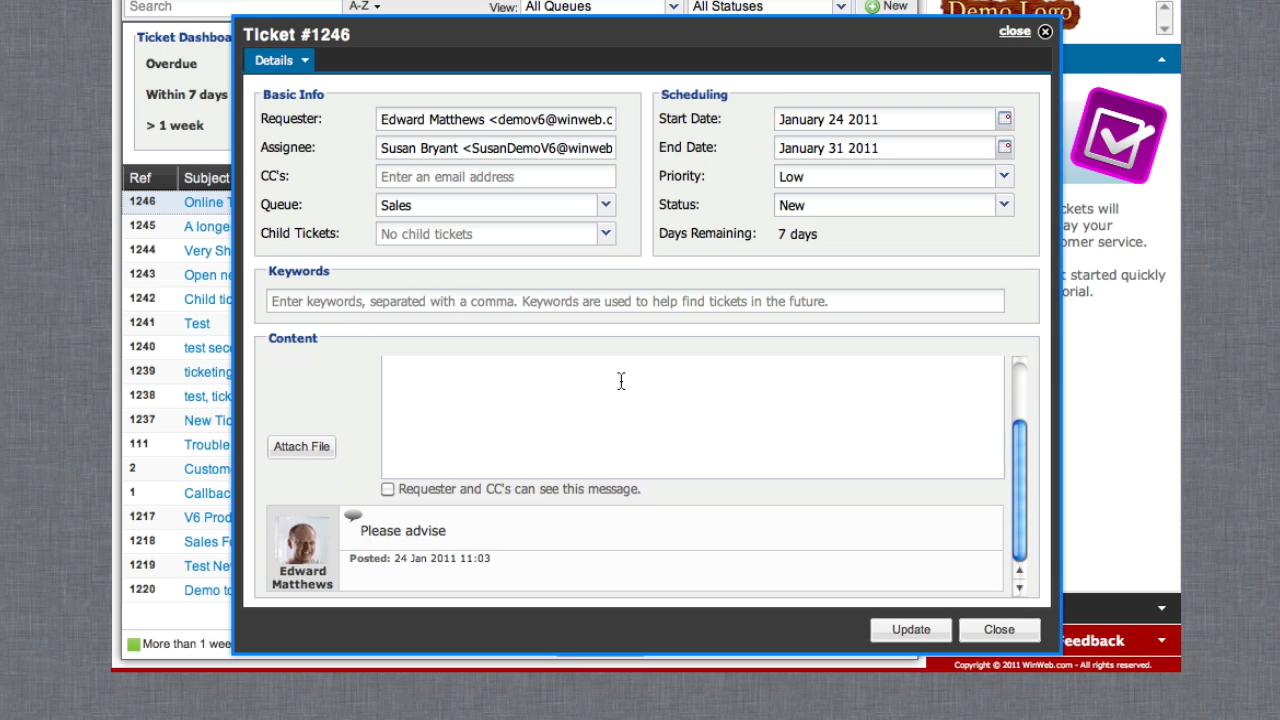 Search A-Z View: All Queues All Statuses New
Demo Logo
Ticket #1246 close
Details
Ticket
Overdue
Within 7 days
> 1 week
Basic Info
Requester: Edward Matthews <demov6@winweb.c
Assignee: Susan Bryant <SusanDemoV6@winweb
CC's: Enter an email address
Queue: Sales
Child Tickets: No child tickets
Scheduling
Start Date: January 24 2011
End Date: January 31 2011
Priority: Low
Status: New
Days Remaining: 7 days
Keywords
Enter keywords, separated with a comma. Keywords are used to help find tickets in the future.
Content
Attach File
Requester and CC's can see this message.
Please advise
Posted: 24 Jan 2011 11:03
Edward
Matthews
Update Close
Ref Subject
1246 Online
1245 A longe
1244 Very Sh
1243 Open ne
1242 Child tic
1241 Test
1240 test sec
1239 ticketing
1238 test, tick
1237 New Tic
111 Trouble
2 Custom
1 Callbac
1217 V6 Prod
1218 Sales F
1219 Test Ne
1220 Demo to
More than 1 wee
ckets will
ay your
omer service.
t started quickly
orial.
eedback
Copyright © 2011 WinWeb.com - All rights reserved.